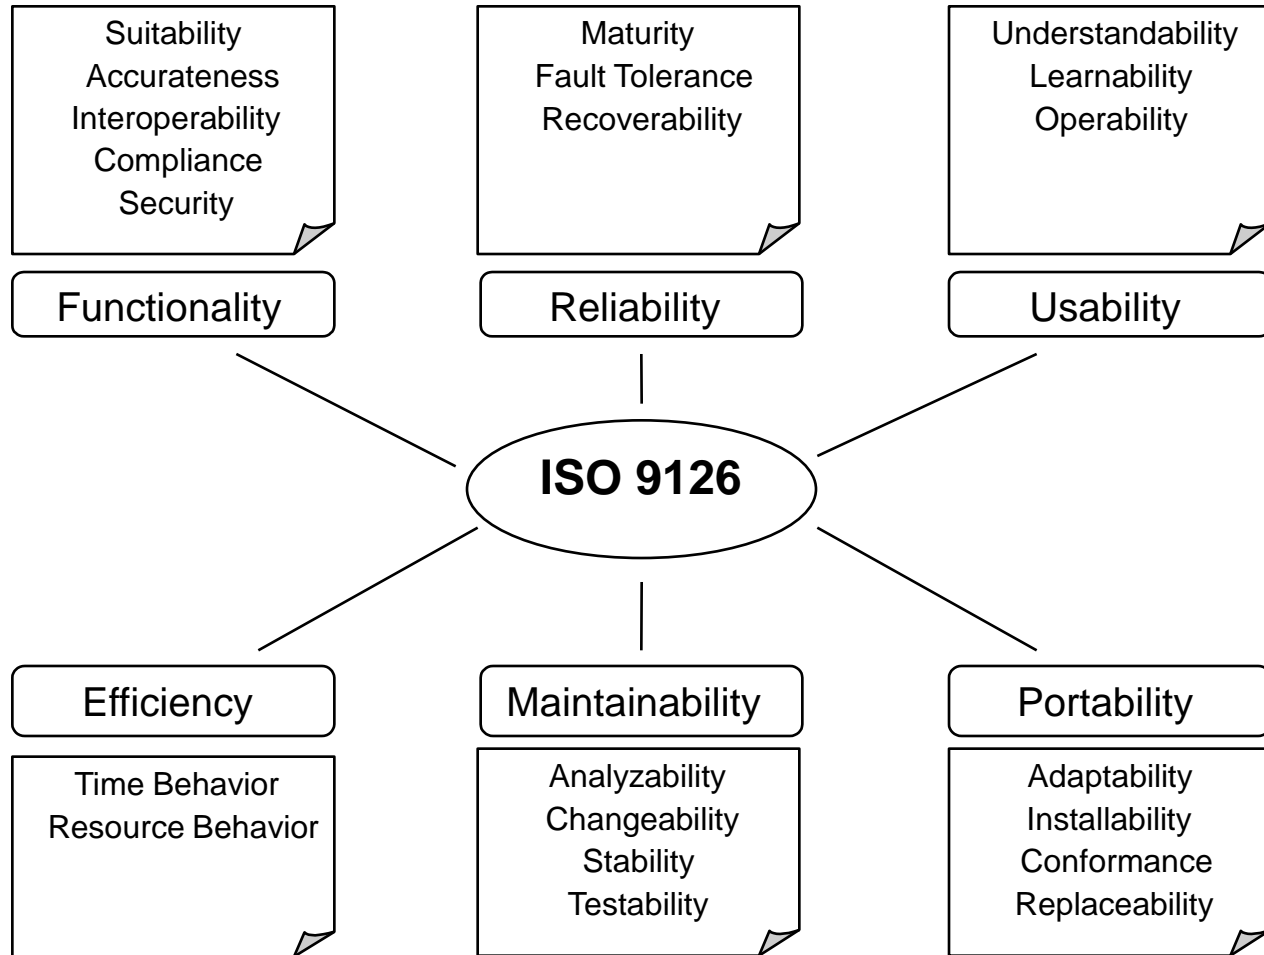 Suitability
Accurateness
Interoperability
Compliance
Security
Functionality
Maturity
Fault Tolerance
Recoverability
Reliability
Understandability
Learnability
Operability
Usability
ISO 9126
Efficiency
Time Behavior
Resource Behavior
Maintainability
Analyzability
Changeability
Stability
Testability
Portability
Adaptability
Installability
Conformance
Replaceability